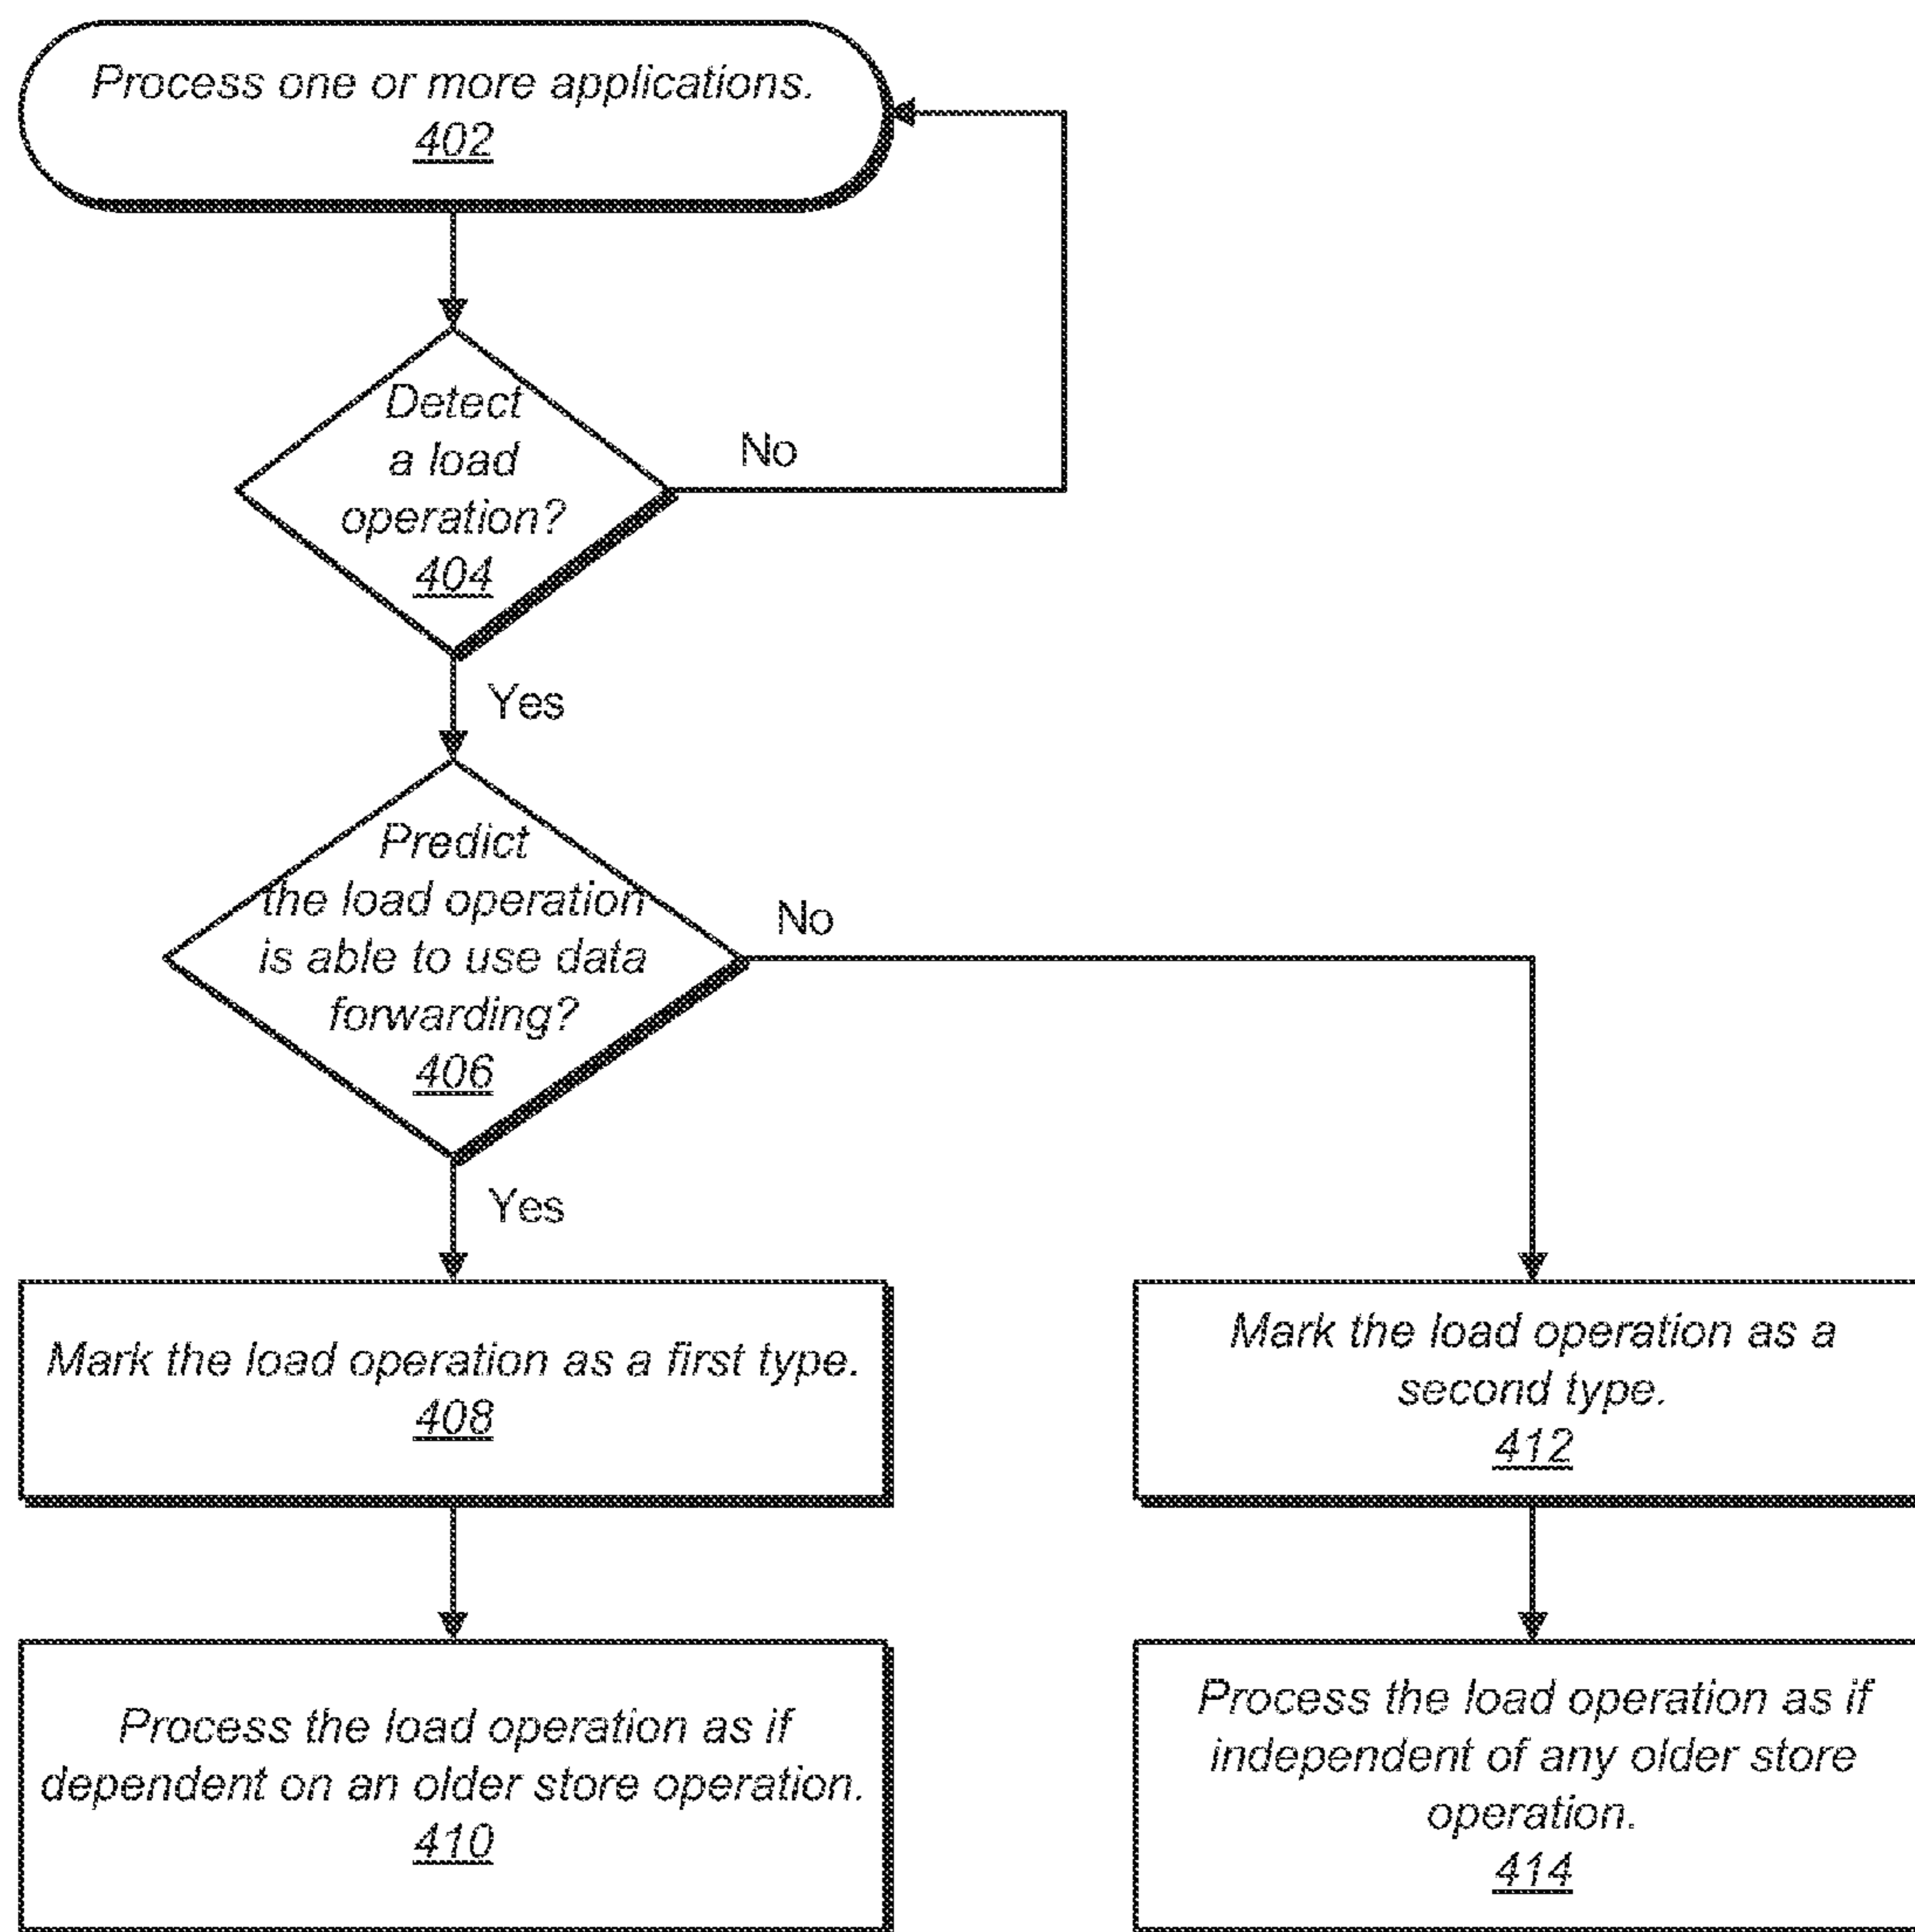 Process one or more applications.
402
Detect
a load
operation?
404
No
Yes
Predict
the load operation
is able to use data
forwarding?
406
No
Yes
Mark the load operation as a first type.
408
Mark the load operation as a
second type.
412
Process the load operation as if
dependent on an older store operation.
410
Process the load operation as if
independent of any older store
operation.
414